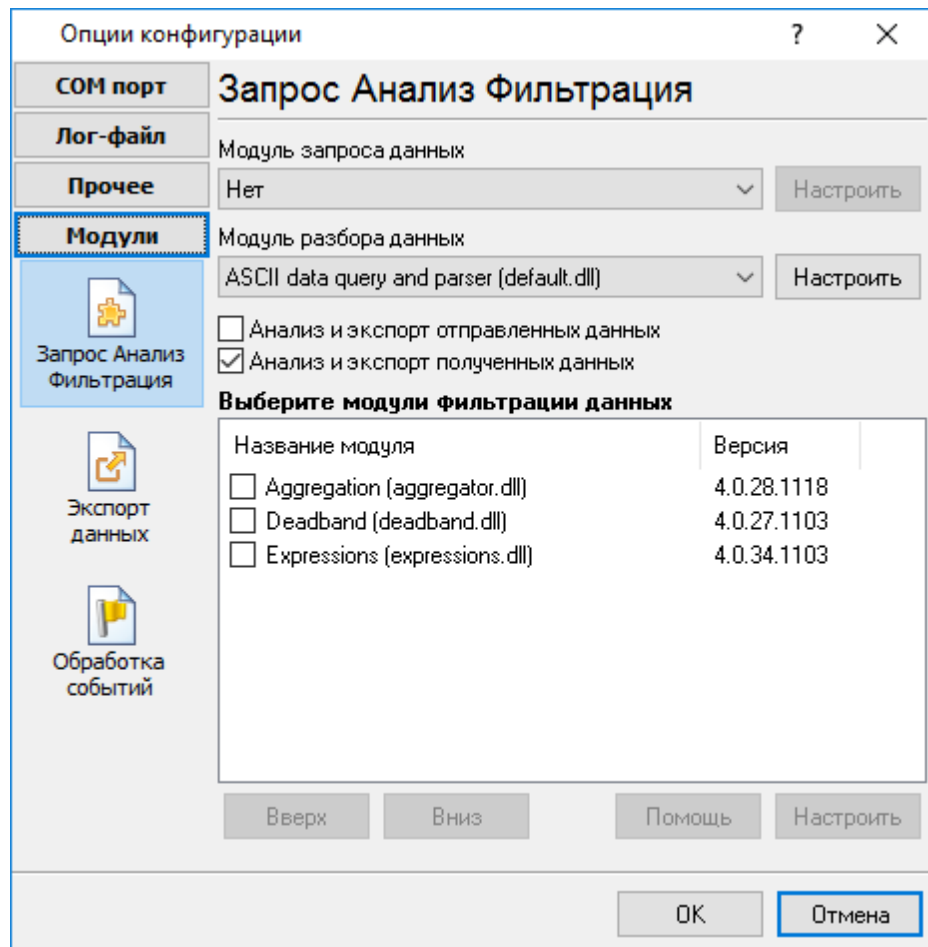 Опции конфигурации
?
COM порт
Лог-файл
Прочее
Модули
Запрос Анализ
Фильтрация
Экспорт
данных
Обработка
событий
Запрос Анализ Фильтрация
Модуль запроса данных
Нет
Настроить
Модуль разбора данных
ASCII data query and parser (default.dll)
Настроить
Анализ и экспорт отправленных данных
Анализ и экспорт полученных данных
Выберите модули фильтрации данных
Название модуля Версия
Aggregation (aggregator.dll) 4.0.28.1118
Deadband (deadband.dll) 4.0.27.1103
Expressions (expressions.dll) 4.0.34.1103
Вверх Вниз Помощь Настроить
OK Отмена